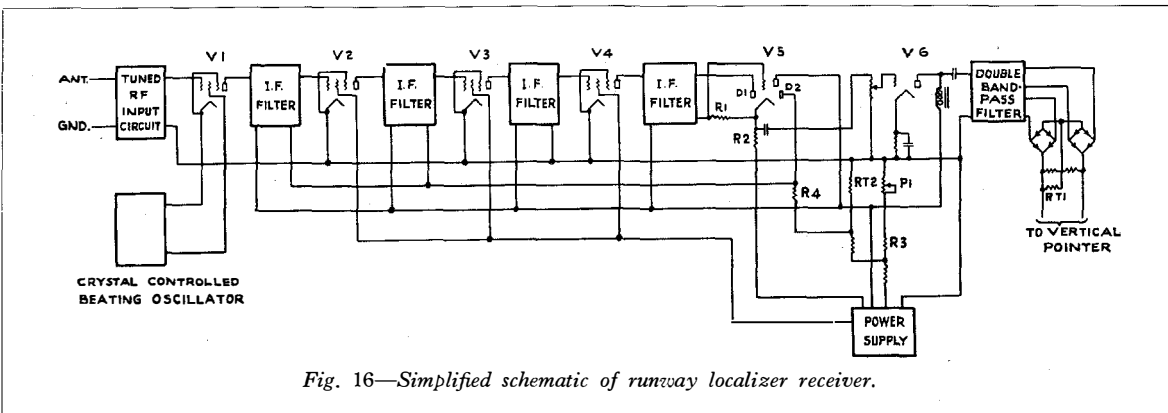 V1
V2
V3
V4
V5
V6
ANT.
GND.
TUNED
RF
INPUT
CIRCUIT
I.F.
FILTER
I.F.
FILTER
I.F.
FILTER
I.F.
FILTER
D1
D2
R1
R2
R4
RT2
P1
R3
DOUBLE
BAND-
PASS
FILTER
RT1
TO VERTICAL
POINTER
CRYSTAL CONTROLLED
BEATING OSCILLATOR
POWER
SUPPLY
Fig. 16—Simplified schematic of runway localizer receiver.